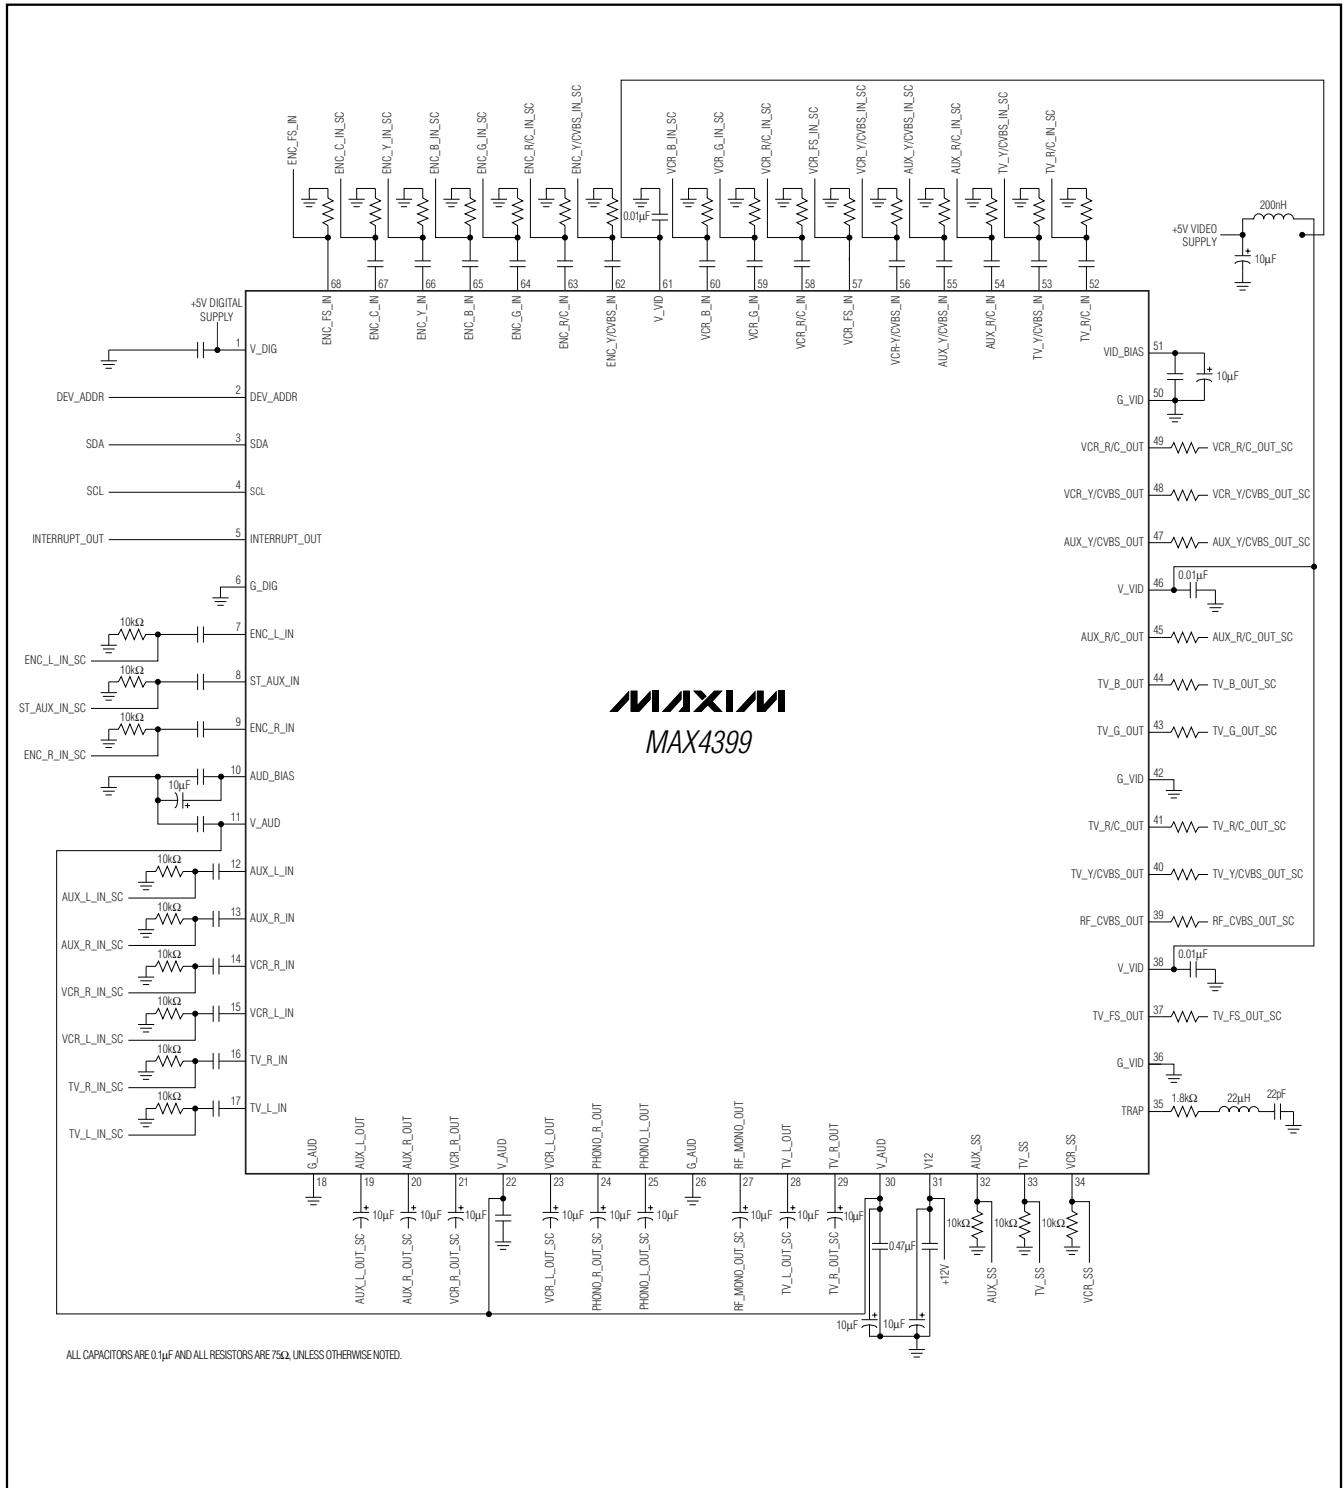 ENC_FS_IN
ENC_C_IN_SC
ENC_Y_IN_SC
ENC_B_IN_SC
ENC_G_IN_SC
ENC_R/C_IN_SC
ENC_Y/CVBS_IN_SC
VCR_B_IN_SC
VCR_G_IN_SC
VCR_R/C_IN_SC
VCR_FS_IN_SC
VCR_Y/CVBS_IN_SC
AUX_Y/CVBS_IN_SC
AUX_R/C_IN_SC
TV_Y/CVBS_IN_SC
TV_R/C_IN_SC
0.01µF
200nH
+5V VIDEO
SUPPLY
10µF
68
67
66
65
64
63
62
61
60
59
58
57
56
55
54
53
52
ENC_FS_IN
ENC_C_IN
ENC_Y_IN
ENC_B_IN
ENC_G_IN
ENC_R/C_IN
ENC_Y/CVBS_IN
V_VID
VCR_B_IN
VCR_G_IN
VCR_R/C_IN
VCR_FS_IN
VCR-Y/CVBS_IN
AUX_Y/CVBS_IN
AUX_R/C_IN
TV_Y/CVBS_IN
TV_R/C_IN
+5V DIGITAL
SUPPLY
1 V_DIG
DEV_ADDR 2 DEV_ADDR
SDA 3 SDA
SCL 4 SCL
INTERRUPT_OUT 5 INTERRUPT_OUT
6 G_DIG
10kΩ 7 ENC_L_IN
ENC_L_IN_SC
10kΩ 8 ST_AUX_IN
ST_AUX_IN_SC
10kΩ 9 ENC_R_IN
ENC_R_IN_SC
10 AUD_BIAS
10µF +
11 V_AUD
10kΩ 12 AUX_L_IN
AUX_L_IN_SC
10kΩ 13 AUX_R_IN
AUX_R_IN_SC
10kΩ 14 VCR_R_IN
VCR_R_IN_SC
10kΩ 15 VCR_L_IN
VCR_L_IN_SC
10kΩ 16 TV_R_IN
TV_R_IN_SC
10kΩ 17 TV_L_IN
TV_L_IN_SC
MAXIM
MAX4399
VID_BIAS 51
+ 10µF
G_VID 50
VCR_R/C_OUT 49 VCR_R/C_OUT_SC
VCR_Y/CVBS_OUT 48 VCR_Y/CVBS_OUT_SC
AUX_Y/CVBS_OUT 47 AUX_Y/CVBS_OUT_SC
V_VID 46 0.01µF
AUX_R/C_OUT 45 AUX_R/C_OUT_SC
TV_B_OUT 44 TV_B_OUT_SC
TV_G_OUT 43 TV_G_OUT_SC
G_VID 42
TV_R/C_OUT 41 TV_R/C_OUT_SC
TV_Y/CVBS_OUT 40 TV_Y/CVBS_OUT_SC
RF_CVBS_OUT 39 RF_CVBS_OUT_SC
V_VID 38 0.01µF
TV_FS_OUT 37 TV_FS_OUT_SC
G_VID 36
TRAP 35 1.8kΩ 22µH 22pF
G_AUD
AUX_L_OUT
AUX_R_OUT
VCR_R_OUT
V_AUD
VCR_L_OUT
PHONO_R_OUT
PHONO_L_OUT
G_AUD
RF_MONO_OUT
TV_L_OUT
TV_R_OUT
V_AUD
V12
AUX_SS
TV_SS
VCR_SS
18
19
20
21
22
23
24
25
26
27
28
29
30
31
32
33
34
+ 10µF
+ 10µF
+ 10µF
+ 10µF
+ 10µF
+ 10µF
+ 10µF
+ 10µF
+ 10µF
0.47µF
10kΩ
10kΩ
10kΩ
AUX_L_OUT_SC
AUX_R_OUT_SC
VCR_R_OUT_SC
VCR_L_OUT_SC
PHONO_R_OUT_SC
PHONO_L_OUT_SC
RF_MONO_OUT_SC
TV_L_OUT_SC
TV_R_OUT_SC
+12V
AUX_SS
TV_SS
VCR_SS
10µF +
10µF +
ALL CAPACITORS ARE 0.1µF AND ALL RESISTORS ARE 75Ω, UNLESS OTHERWISE NOTED.